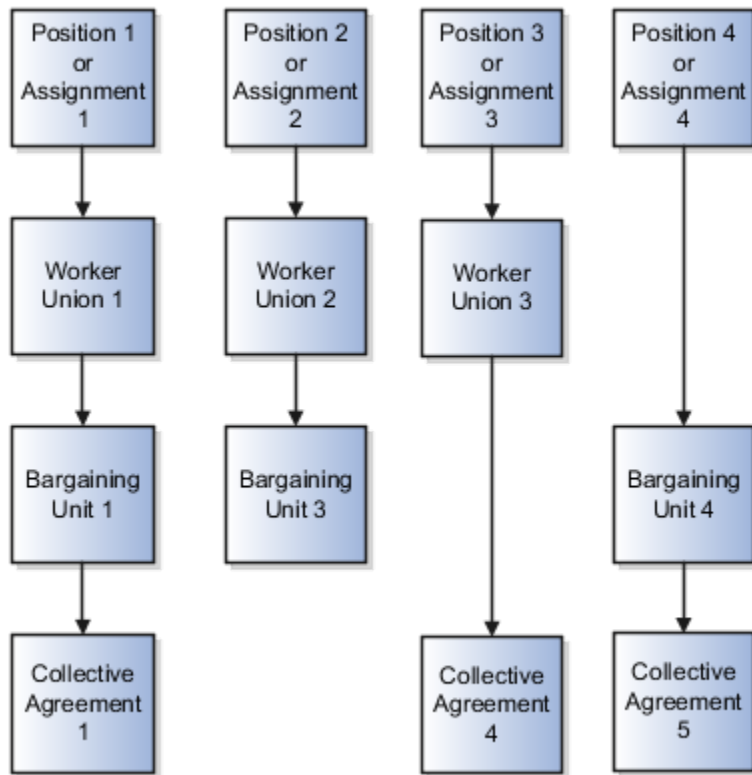 Position 1
or
Assignment
1
Position 2
or
Assignment
2
Position 3
or
Assignment
3
Position 4
or
Assignment
4
Worker
Union 1
Worker
Union 2
Worker
Union 3
Bargaining
Unit 1
Bargaining
Unit 3
Bargaining
Unit 4
Collective
Agreement
1
Collective
Agreement
4
Collective
Agreement
5